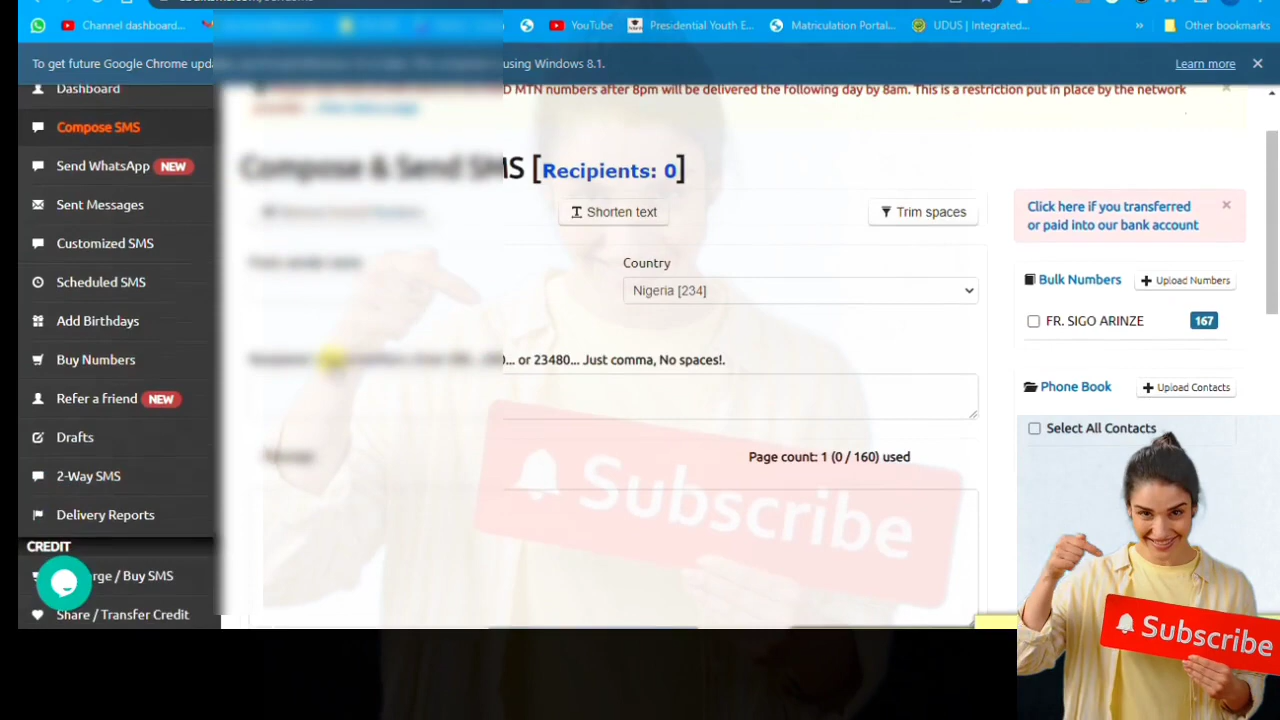 Channel dashboard...
YouTube
Presidential Youth E...
Matriculation Portal...
UDUS | Integrated...
»
Other bookmarks
To get future Google Chrome upda
using Windows 8.1.
Learn more
Dashboard
D MTN numbers after 8pm will be delivered the following day by 8am. This is a restriction put in place by the network
Compose SMS
Send WhatsApp NEW
Sent Messages
Customized SMS
Scheduled SMS
Add Birthdays
Buy Numbers
Refer a friend NEW
Drafts
2-Way SMS
Delivery Reports
CREDIT
rge / Buy SMS
Share / Transfer Credit
Compose & Send SMS [Recipients: 0]
Shorten text
Trim spaces
Country
Nigeria [234]
... or 23480... Just comma, No spaces!.
Page count: 1 (0 / 160) used
Click here if you transferred
or paid into our bank account
Bulk Numbers
Upload Numbers
FR. SIGO ARINZE 167
Phone Book
Upload Contacts
Select All Contacts
Subscribe
Subscribe